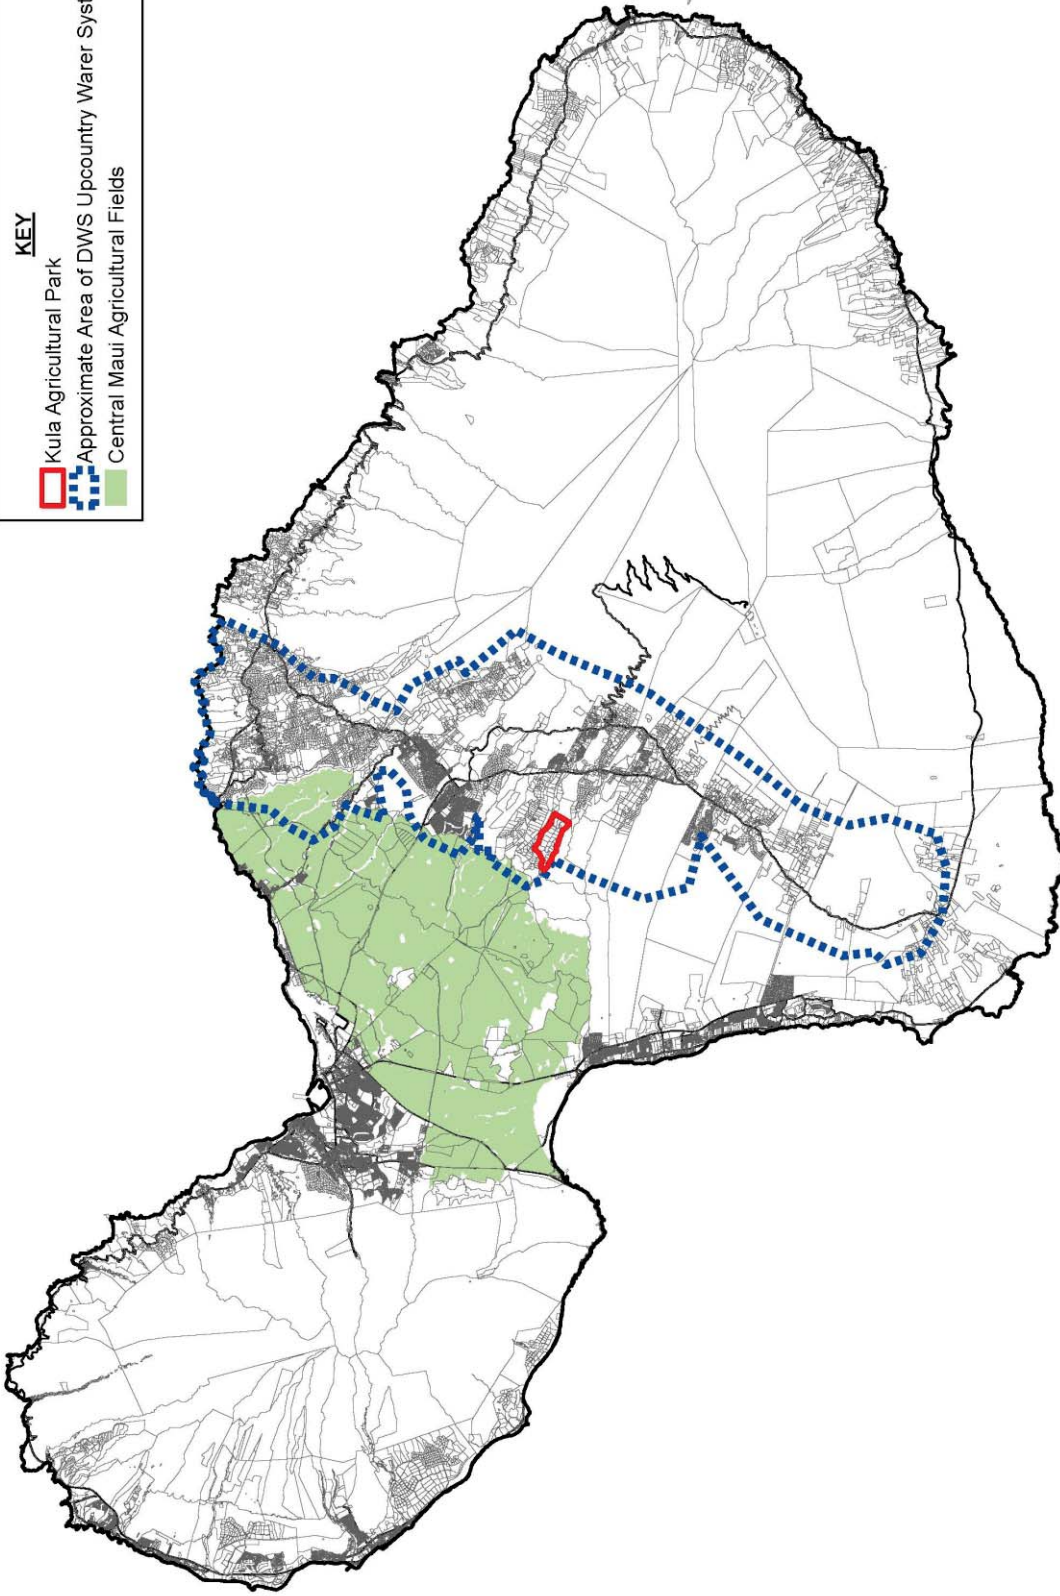 KEY
Kula Agricultural Park
Approximate Area of DWS Upcountry Warer Syst
Central Maui Agricultural Fields